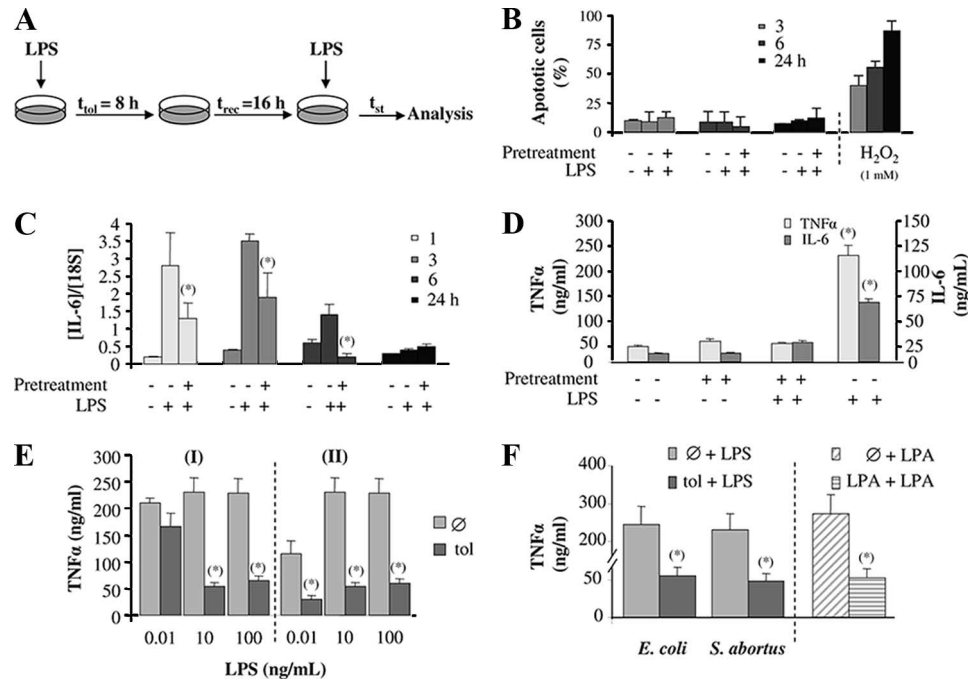 A
LPS
LPS
t_tol = 8 h
t_rec =16 h
t_st
Analysis
B
Apoptotic cells
(%)
100
75
50
25
0
3
6
24 h
Pretreatment - - + - - + - - +
LPS - + + - + + - + +
H2O2
(1 mM)
C
[IL-6]/[18S]
4
3.5
3
2.5
2
1.5
1
0.5
0
1
3
6
24 h
(*)
(*)
(*)
Pretreatment - - + - - + - - + - - +
LPS - + + - + + - ++ - + +
D
TNFα
(ng/ml)
300
250
200
150
100
50
0
TNFα
IL-6
(*)
(*)
150
125
100
75
50
25
0
IL-6
(ng/mL)
Pretreatment - - + + + + - -
LPS - - - - + + + +
E
(I)
(II)
TNFα (ng/ml)
300
250
200
150
100
50
0
(*)
(*)
(*)
(*)
(*)
Ø
tol
0.01 10 100 0.01 10 100
LPS (ng/mL)
F
Ø + LPS
tol + LPS
Ø + LPA
LPA + LPA
TNFα
(ng/ml)
400
300
200
50
0
(*)
(*)
(*)
E. coli S. abortus